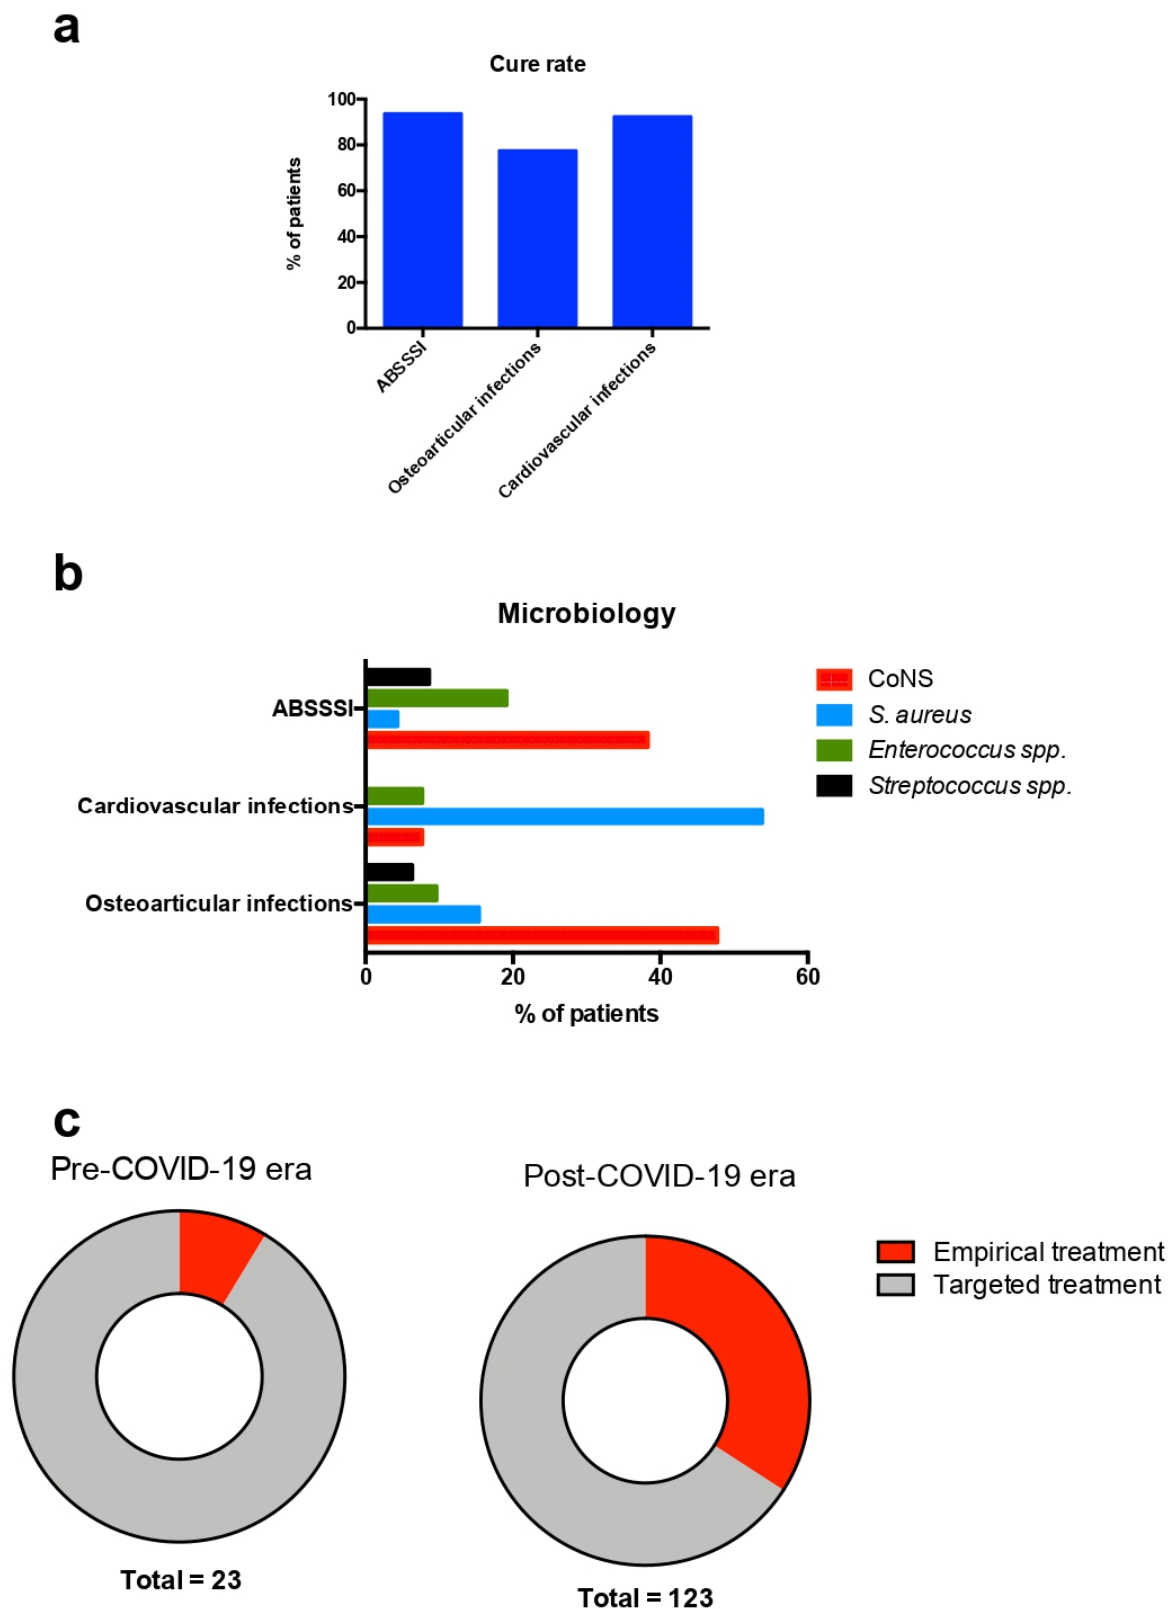 a
Cure rate
% of patients
100
80
60
40
20
0
ABSSSI
Osteoarticular infections
Cardiovascular infections
b
Microbiology
ABSSSI
Cardiovascular infections
Osteoarticular infections
0 20 40 60
% of patients
CoNS
S. aureus
Enterococcus spp.
Streptococcus spp.
c
Pre-COVID-19 era
Post-COVID-19 era
Empirical treatment
Targeted treatment
Total = 23
Total = 123